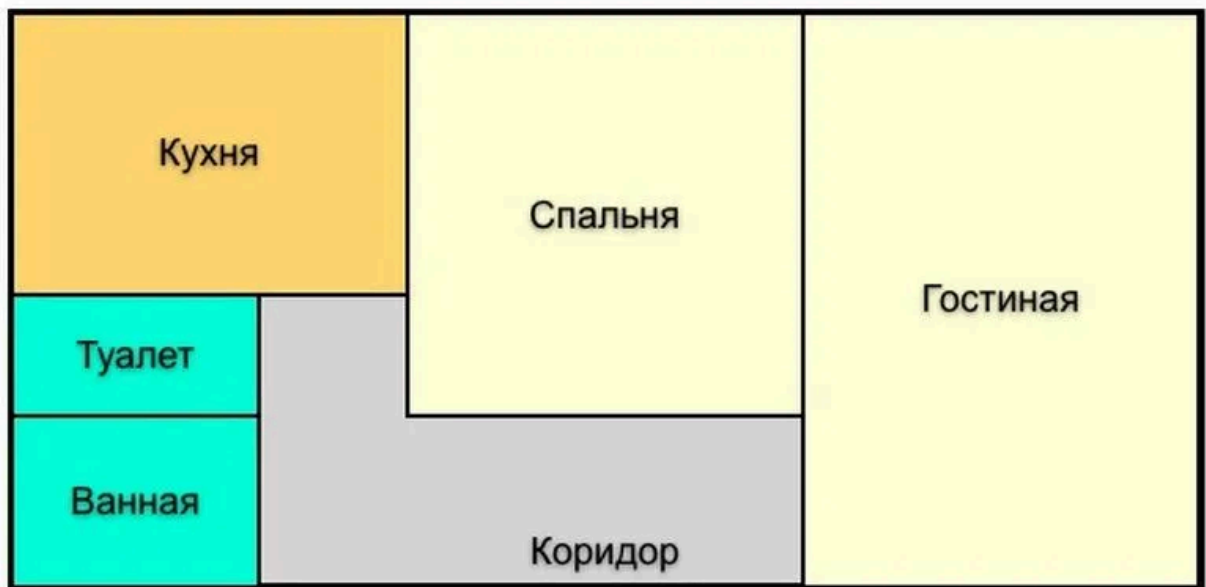 Кухня
Спальня
Гостиная
Туалет
Ванная
Коридор